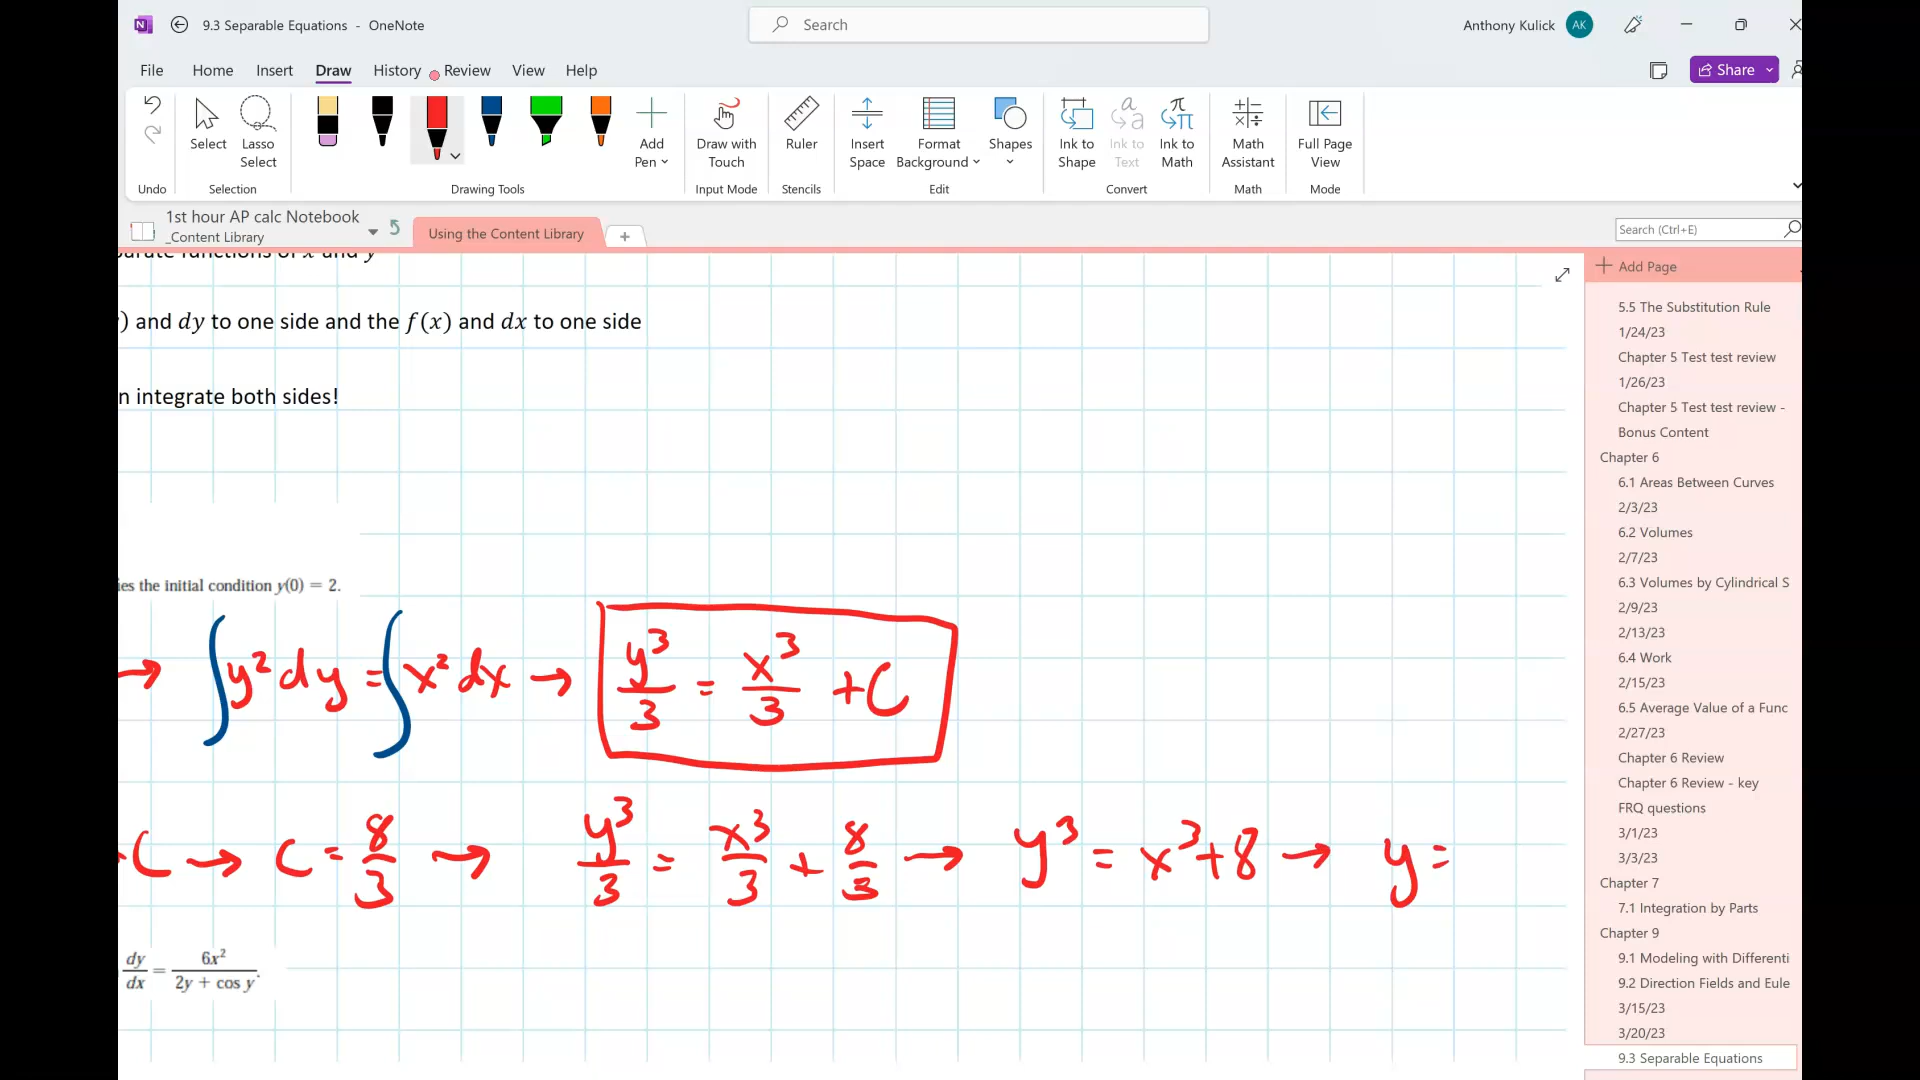 9.3 Separable Equations - OneNote
Search
Anthony Kulick AK
File Home Insert Draw History Review View Help
Share
Undo
Select
Lasso Select
Selection
Drawing Tools
Add Pen
Draw with Touch
Input Mode
Ruler
Stencils
Insert Space
Format Background
Shapes
Edit
Ink to Shape
Ink to Text
Ink to Math
Convert
Math Assistant
Math
Full Page View
Mode
1st hour AP calc Notebook
_Content Library
Using the Content Library
Search (Ctrl+E)
Add Page
5.5 The Substitution Rule
1/24/23
Chapter 5 Test test review
1/26/23
Chapter 5 Test test review -
Bonus Content
Chapter 6
6.1 Areas Between Curves
2/3/23
6.2 Volumes
2/7/23
6.3 Volumes by Cylindrical S
2/9/23
2/13/23
6.4 Work
2/15/23
6.5 Average Value of a Func
2/27/23
Chapter 6 Review
Chapter 6 Review - key
FRQ questions
3/1/23
3/3/23
Chapter 7
7.1 Integration by Parts
Chapter 9
9.1 Modeling with Differenti
9.2 Direction Fields and Eule
3/15/23
3/20/23
9.3 Separable Equations
functions of x and y
) and dy to one side and the f(x) and dx to one side
n integrate both sides!
ies the initial condition y(0) = 2.
→ ∫y² dy = ∫x² dx → y³/3 = x³/3 + C
C → C = 8/3 → y³/3 = x³/3 + 8/3 → y³ = x³+8 → y =
dy/dx = 6x²/(2y + cos y).